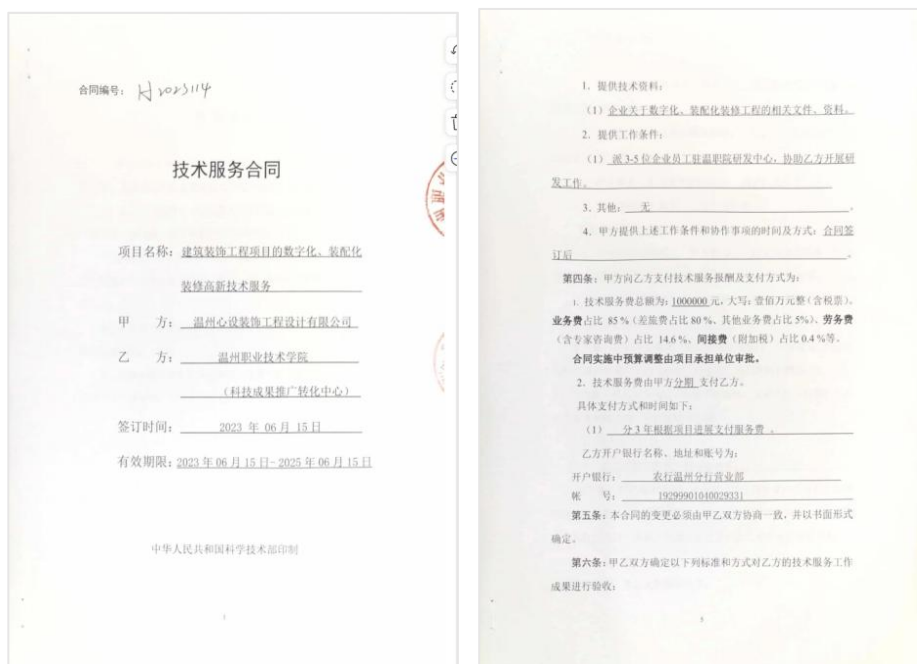 合同编号：H2023114
技术服务合同
项目名称：建筑装饰工程项目的数字化、装配化
装修高新技术服务
甲　　方：温州心设装饰工程设计有限公司
乙　　方：温州职业技术学院
（科技成果推广转化中心）
签订时间：2023 年 06 月 15 日
有效期限：2023 年 06 月 15 日- 2025 年 06 月 15 日
中华人民共和国科学技术部印制
1
1. 提供技术资料：
（1）企业关于数字化、装配化装修工程的相关文件、资料。
2. 提供工作条件：
（1）派 3-5 位企业员工驻温职院研发中心，协助乙方开展研
发工作。
3. 其他：无。
4. 甲方提供上述工作条件和协作事项的时间及方式：合同签
订后。
第四条：甲方向乙方支付技术服务报酬及支付方式为：
1. 技术服务费总额为：1000000 元，大写：壹佰万元整（含税票）。
业务费占比 85 %（差旅费占比 80 %、其他业务费占比 5%）、劳务费
（含专家咨询费）占比 14.6 %、间接费（附加税）占比 0.4 %等。
合同实施中预算调整由项目承担单位审批。
2. 技术服务费由甲方分期 支付乙方。
具体支付方式和时间如下：
（1）分 3 年根据项目进展支付服务费 。
乙方开户银行名称、地址和账号为：
开户银行：农行温州分行营业部
帐　　号：19299901040029331
第五条：本合同的变更必须由甲乙双方协商一致，并以书面形式
确定。
第六条：甲乙双方确定以下列标准和方式对乙方的技术服务工作
成果进行验收：
5